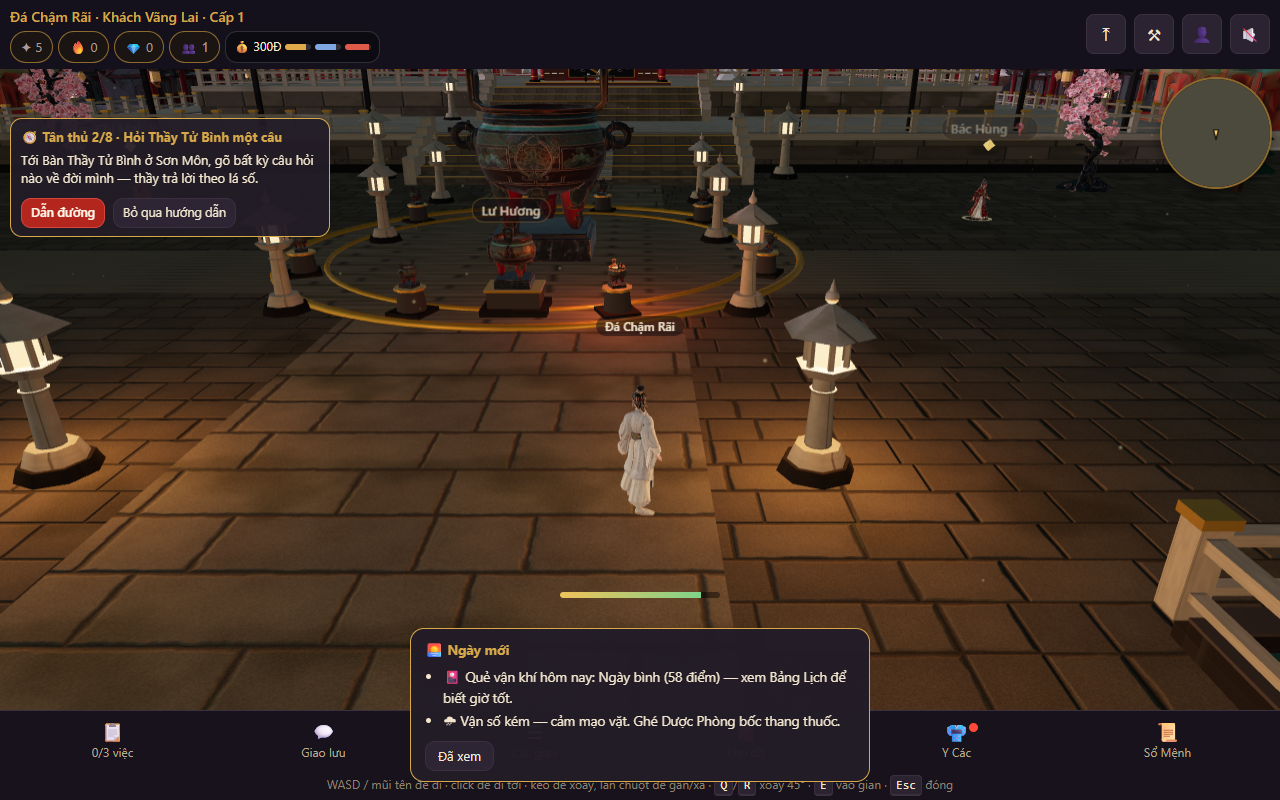 Đá Chậm Rãi · Khách Vãng Lai · Cấp 1
5
0
0
1
300Đ
Tân thủ 2/8 · Hỏi Thầy Tử Bình một câu
Tới Bàn Thầy Tử Bình ở Sơn Môn, gõ bất kỳ câu hỏi
nào về đời mình — thầy trả lời theo lá số.
Dẫn đường
Bỏ qua hướng dẫn
Bác Hùng
Lư Hương
Đá Chậm Rãi
Ngày mới
Quẻ vận khí hôm nay: Ngày bình (58 điểm) — xem Bảng Lịch để
biết giờ tốt.
Vận số kém — cảm mạo vặt. Ghé Dược Phòng bốc thang thuốc.
Đã xem
0/3 việc
Giao lưu
Y Các
Sổ Mệnh
WASD / mũi tên để đi · click để đi tới · kéo để xoay, lăn chuột để gần/xa · Q / R xoay 45° · E vào gian · Esc đóng